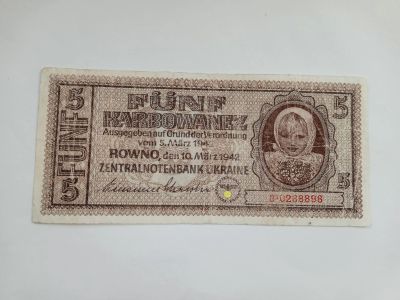 5 FÜNF 5
KARBOWANEZ
Ausgegeben auf Grund der Verordnung
vom 5. März 1942
ROWNO, den 10. März 1942
ZENTRALNOTENBANK UKRAINE
FÜNF
5
5
0288898